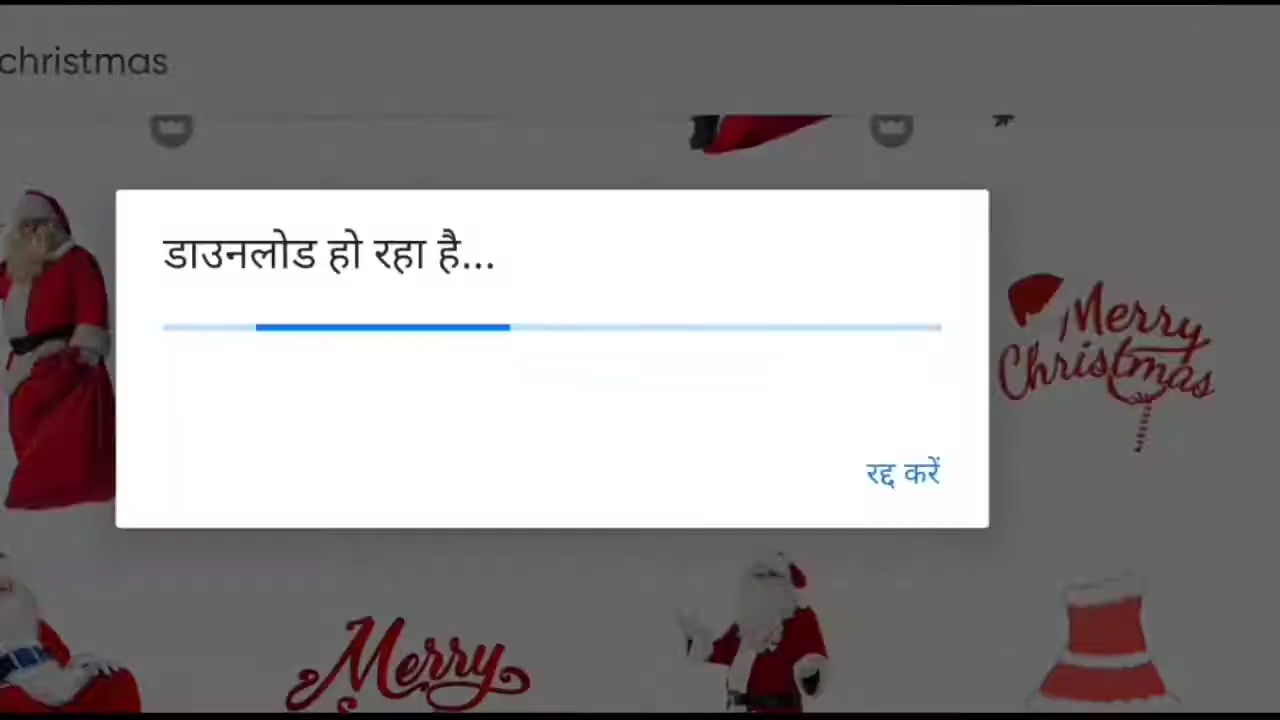 christmas
डाउनलोड हो रहा है...
Merry
Christmas
रद्द करें
Merry